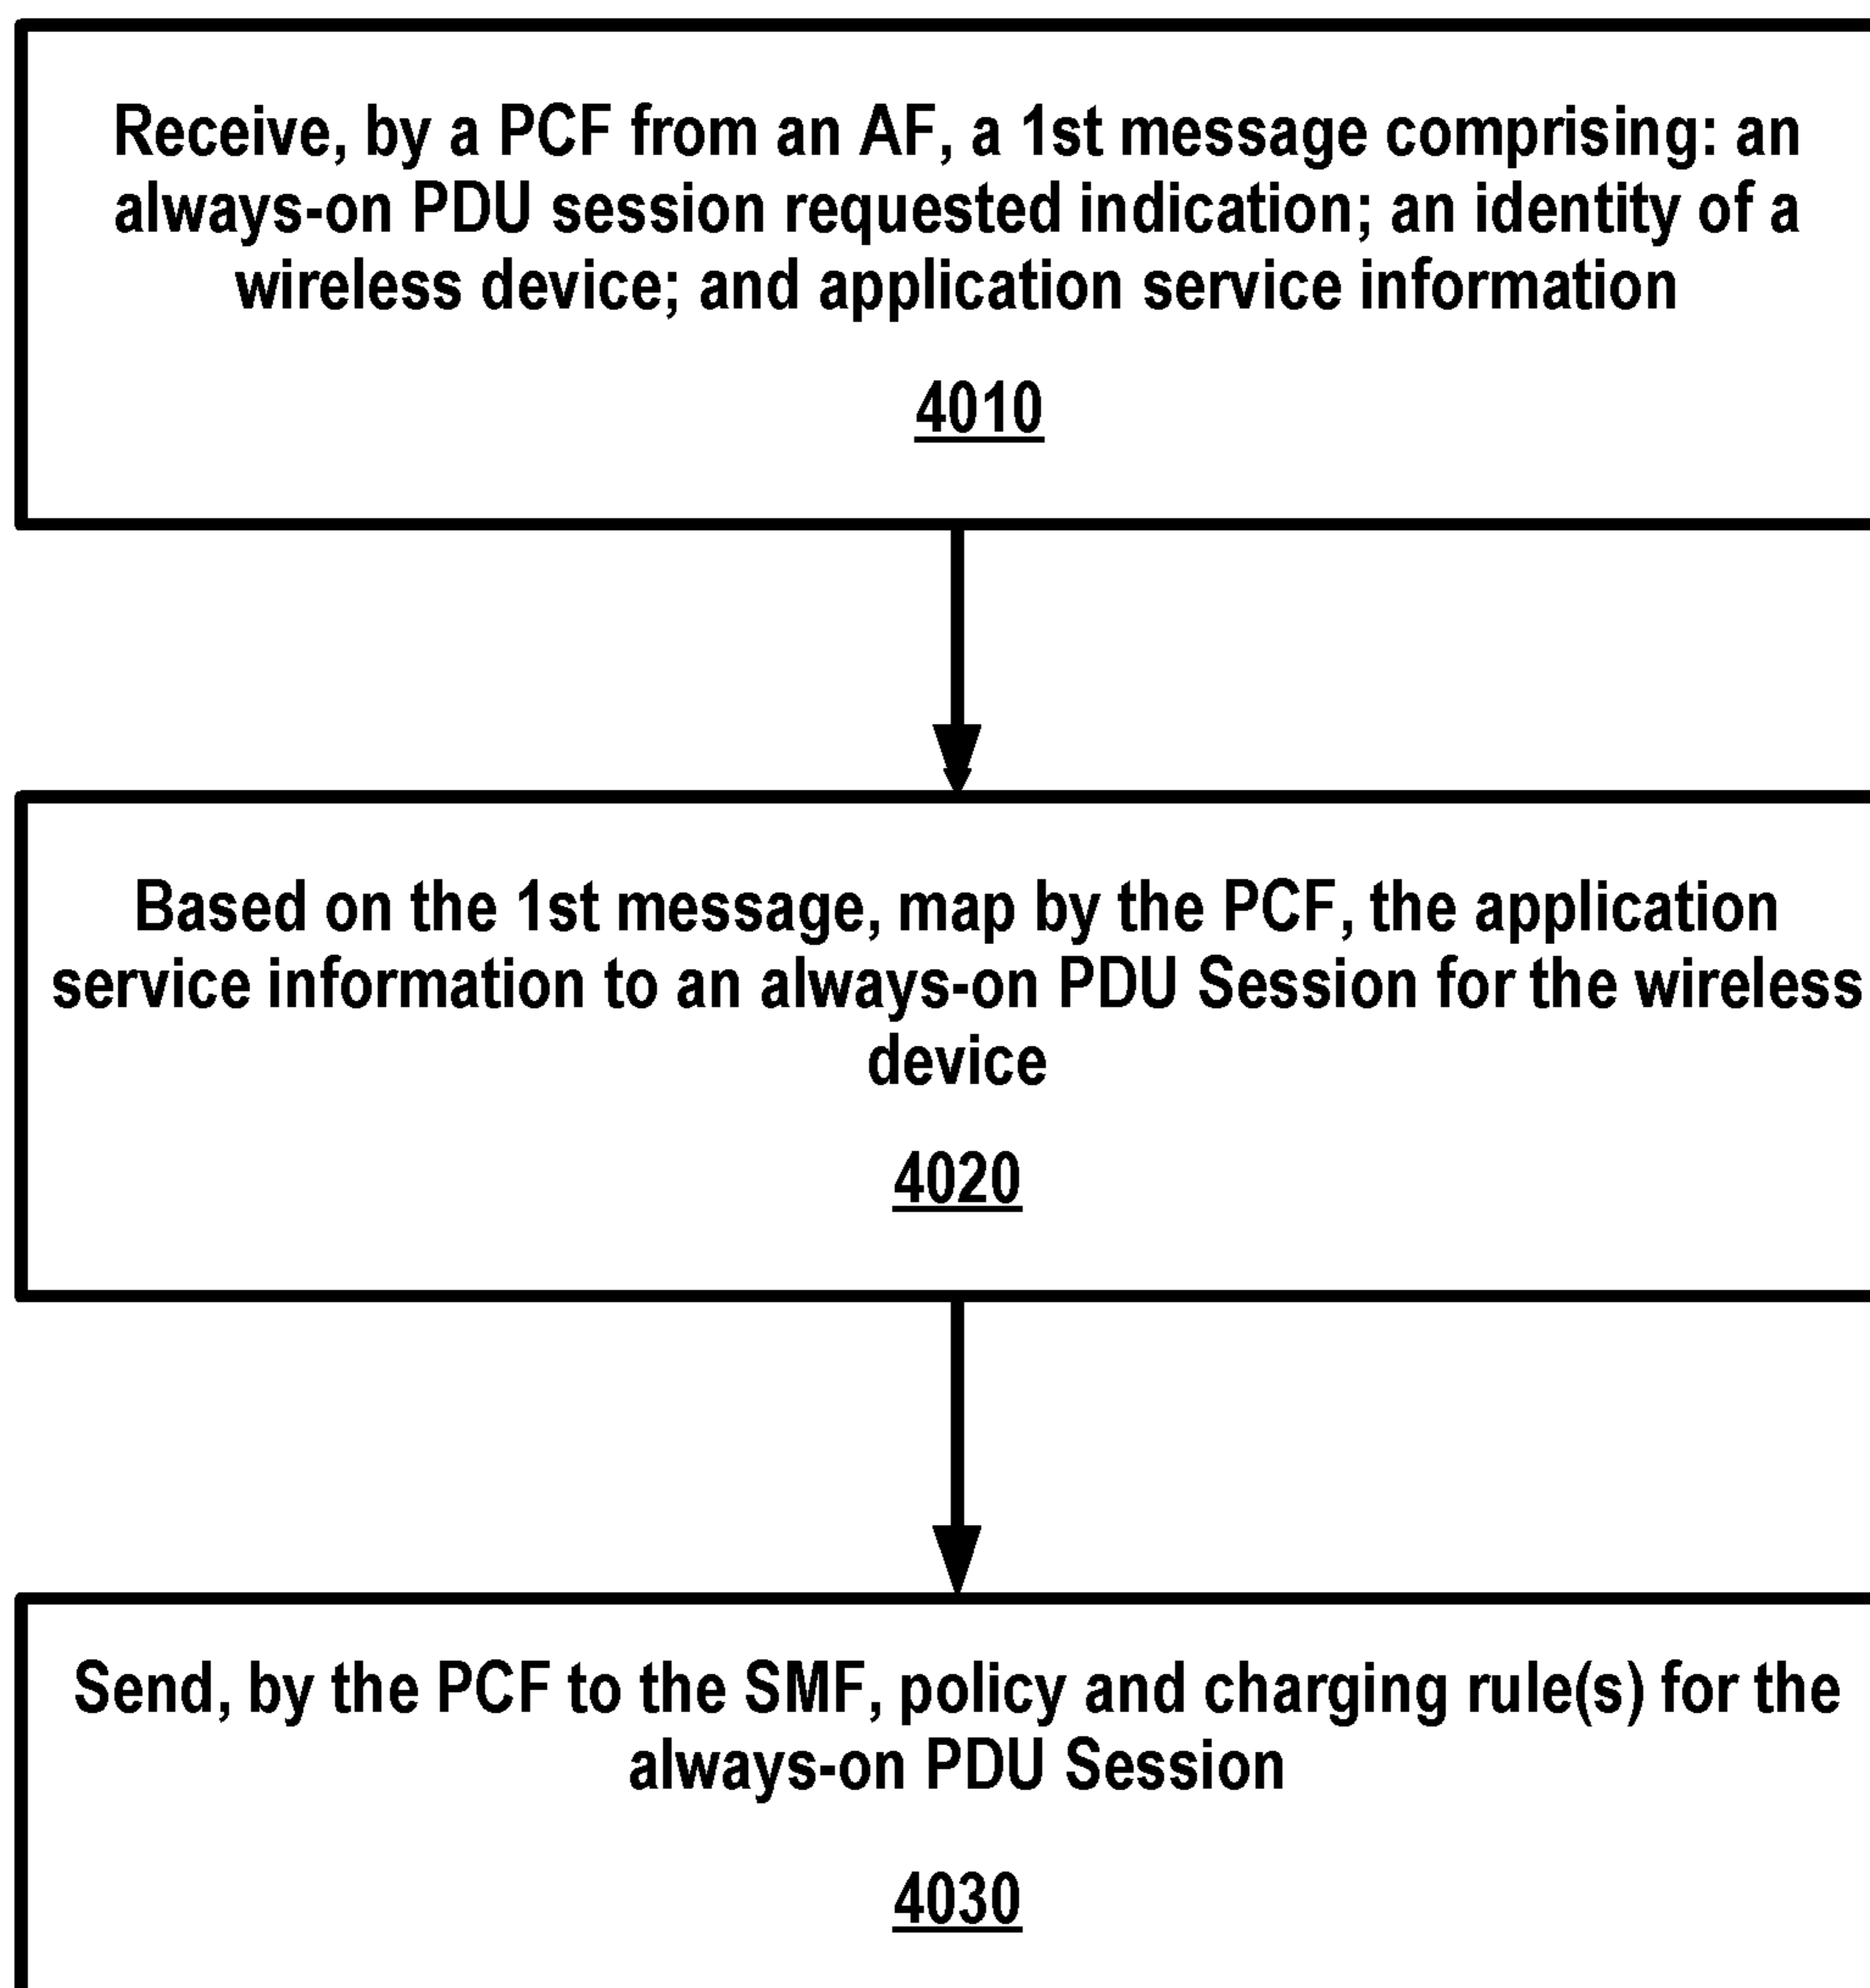 Receive, by a PCF from an AF, a 1st message comprising: an
always-on PDU session requested indication; an identity of a
wireless device; and application service information
4010
Based on the 1st message, map by the PCF, the application
service information to an always-on PDU Session for the wireless
device
4020
Send, by the PCF to the SMF, policy and charging rule(s) for the
always-on PDU Session
4030